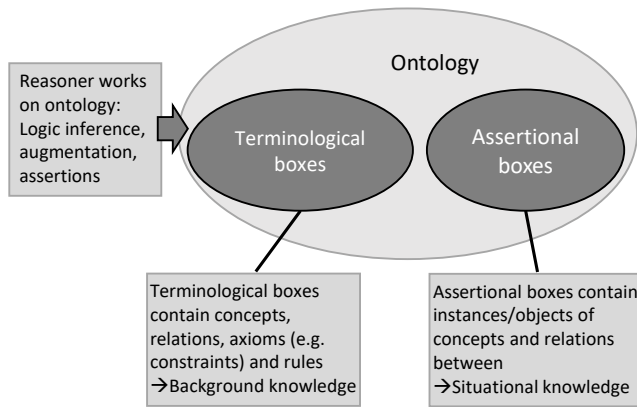 Ontology
Reasoner works
on ontology:
Logic inference,
augmentation,
assertions
Terminological
boxes
Assertional
boxes
Terminological boxes
contain concepts,
relations, axioms (e.g.
constraints) and rules
→Background knowledge
Assertional boxes contain
instances/objects of
concepts and relations
between
→Situational knowledge